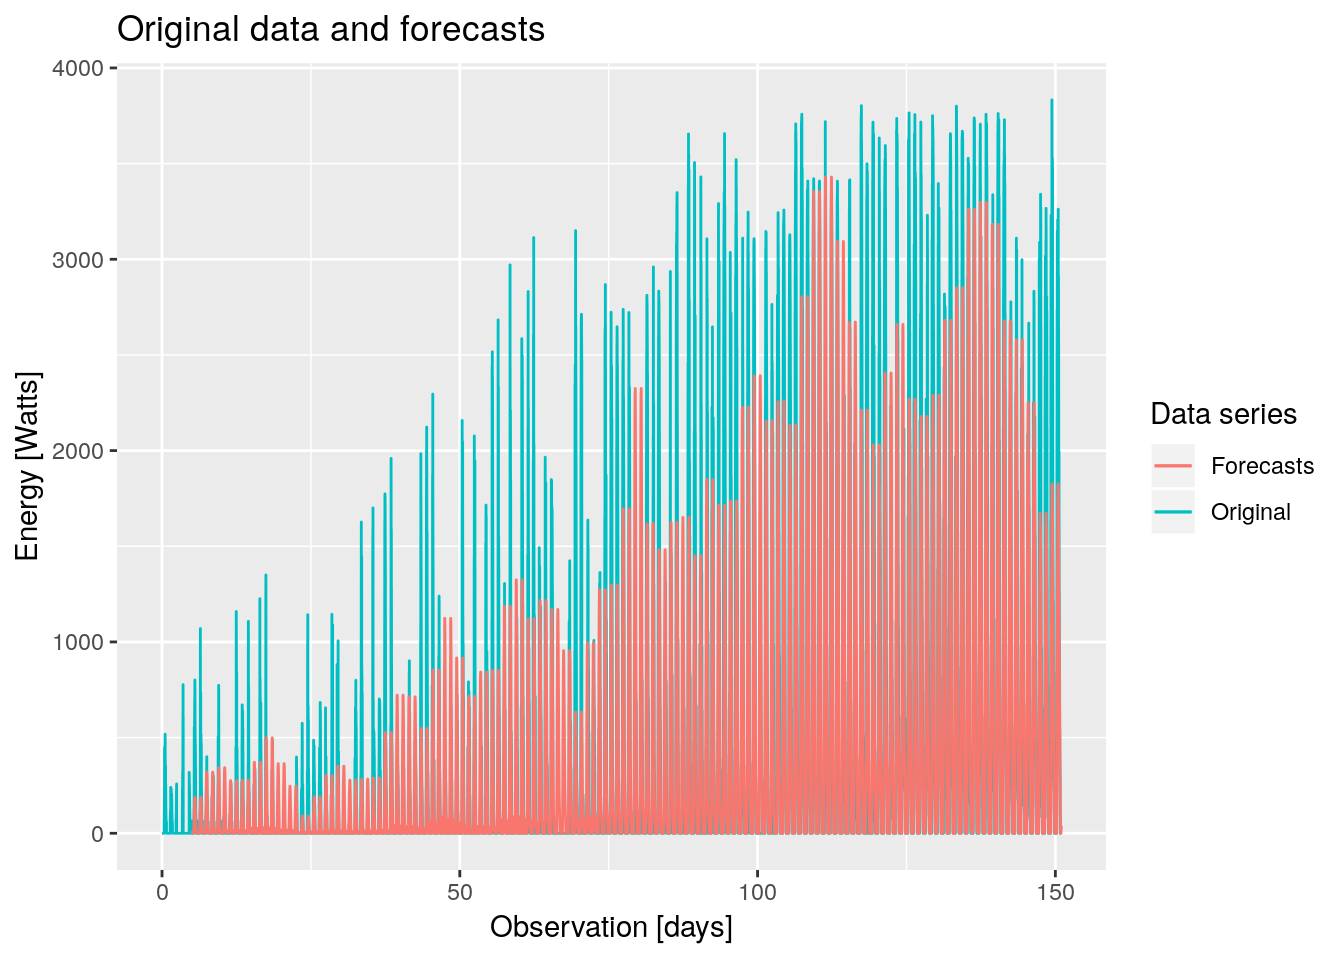 Original data and forecasts
4000
3000
2000
1000
0
Energy [Watts]
0 50 100 150
Observation [days]
Data series
Forecasts
Original